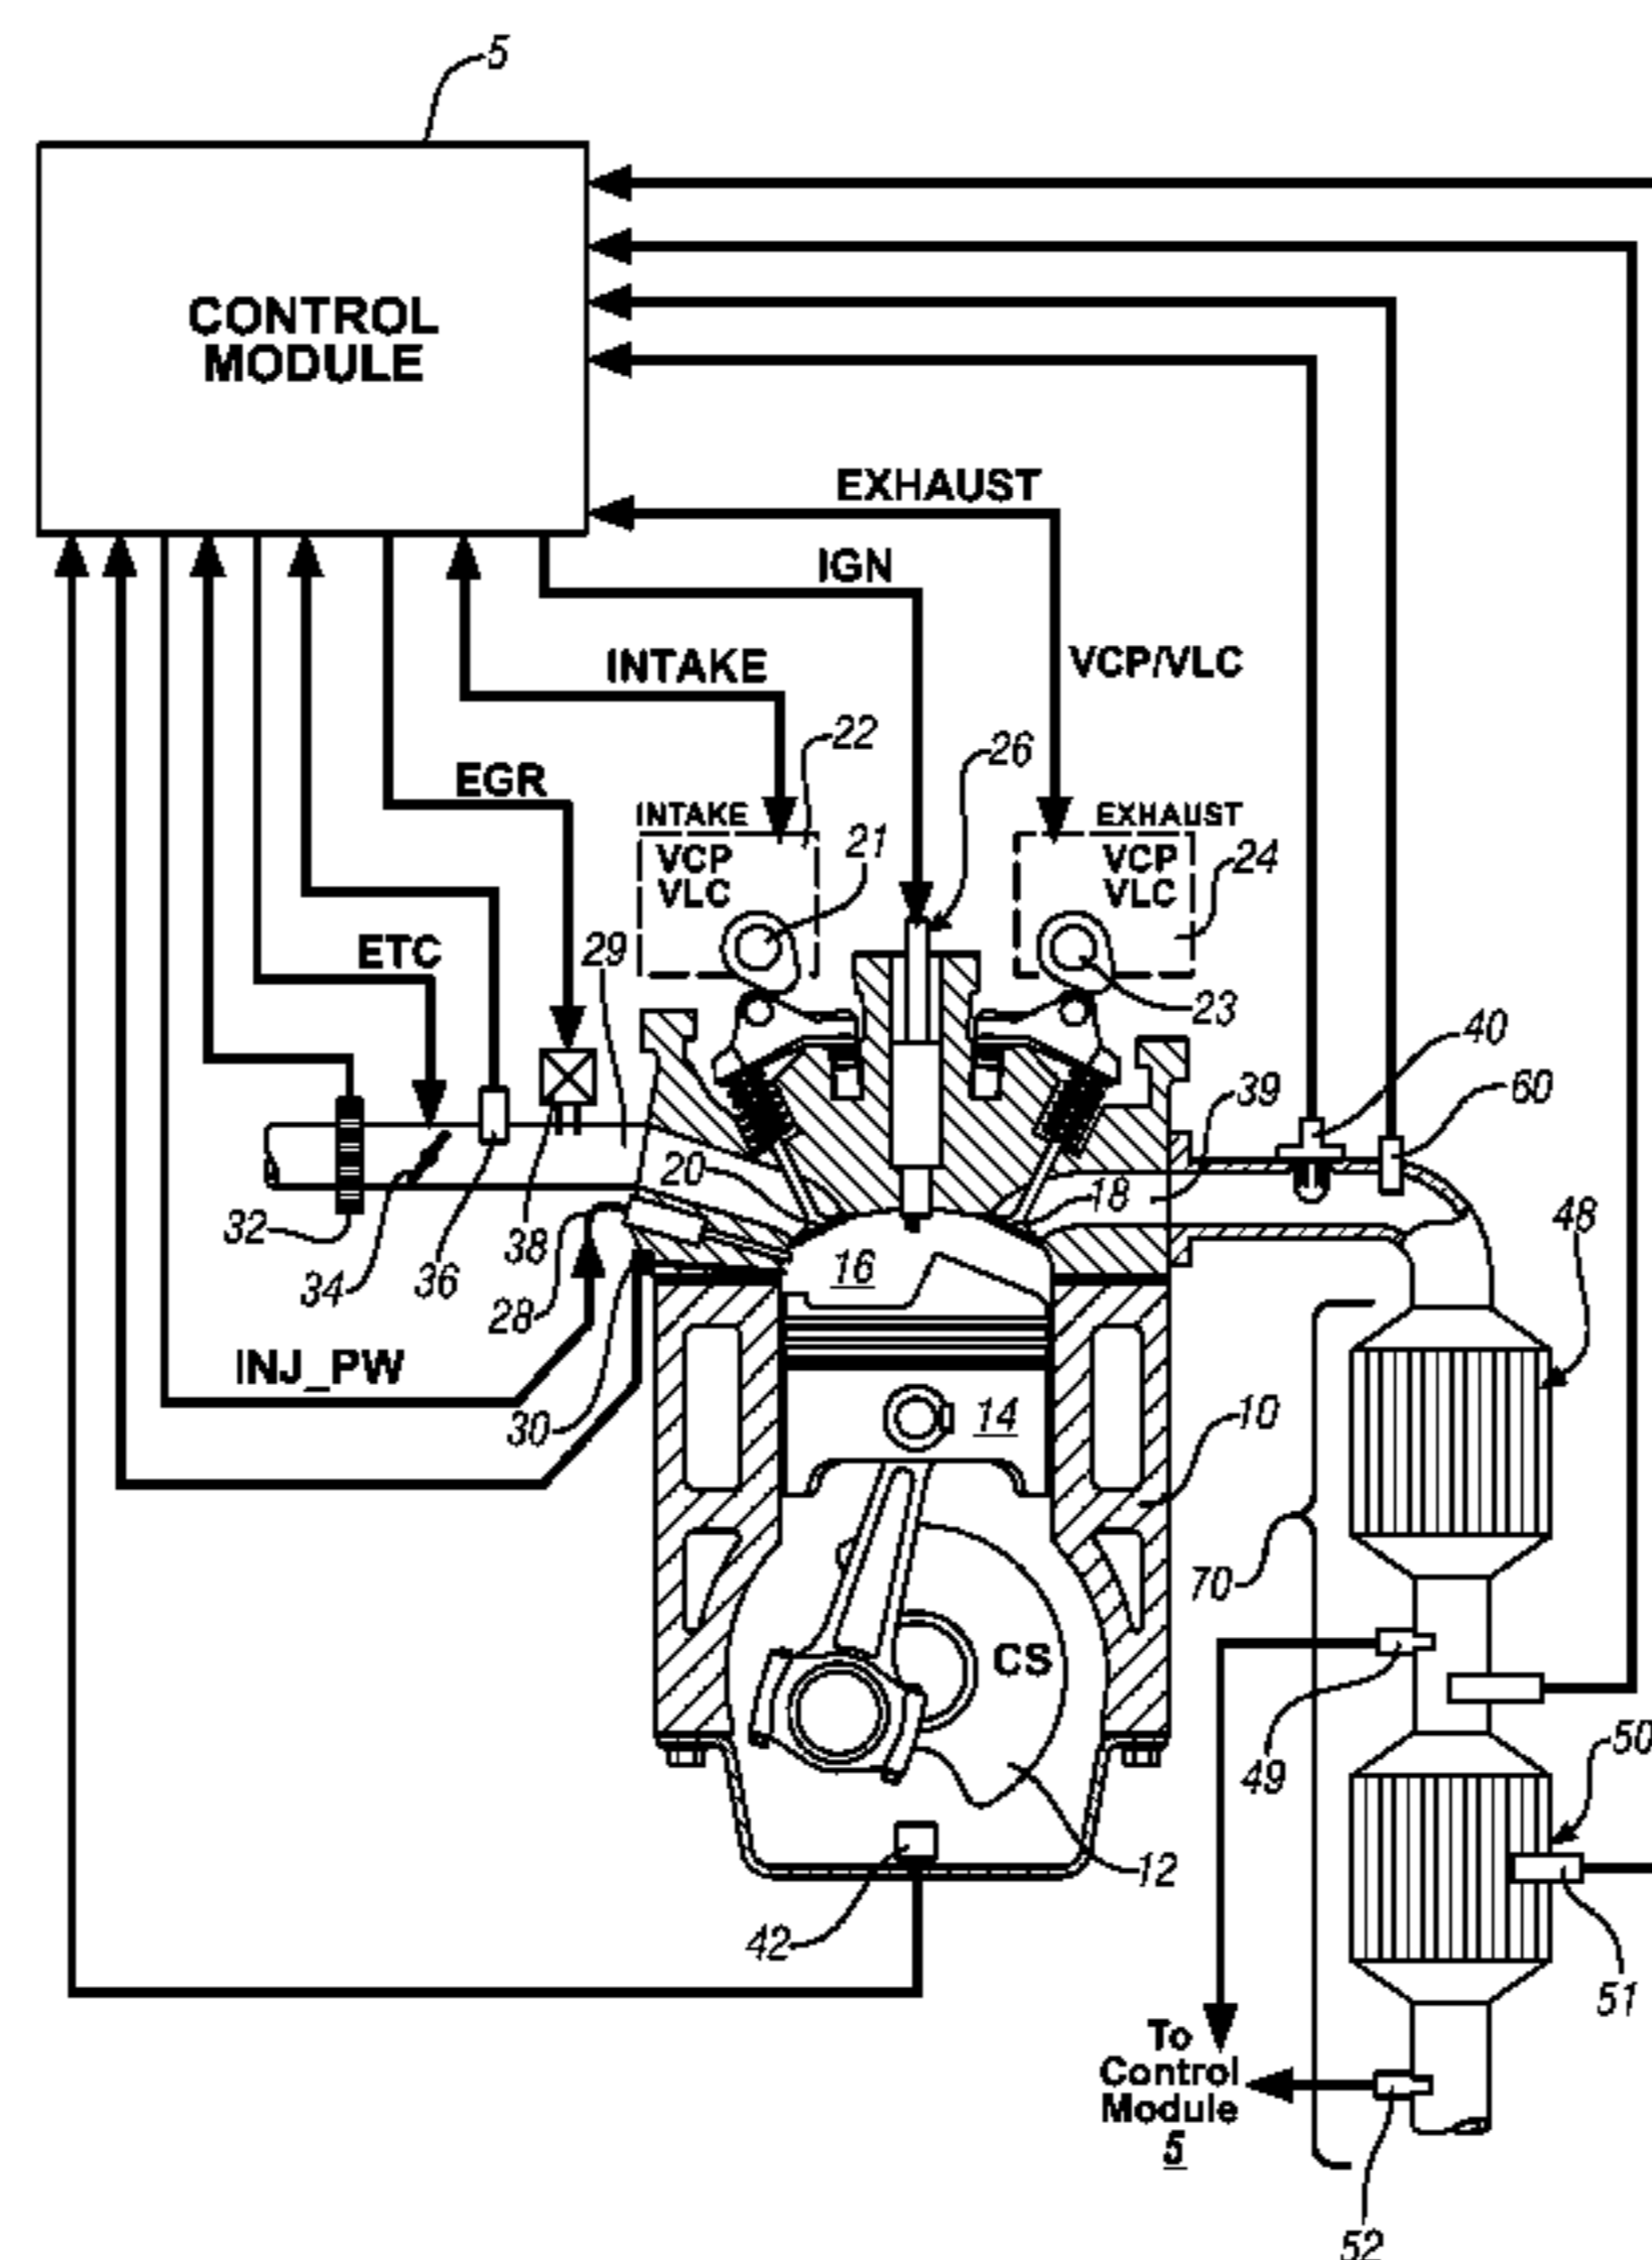 5
CONTROL
MODULE
EXHAUST
IGN
INTAKE
VCP/VLC
22
26
EGR
INTAKE
VCP
VLC
21
EXHAUST
VCP
VLC
24
ETC
29
23
40
39
60
20
18
32
38
34
36
28
16
48
INJ_PW
30
14
10
70
CS
49
50
12
42
51
To
Control
Module
5
52